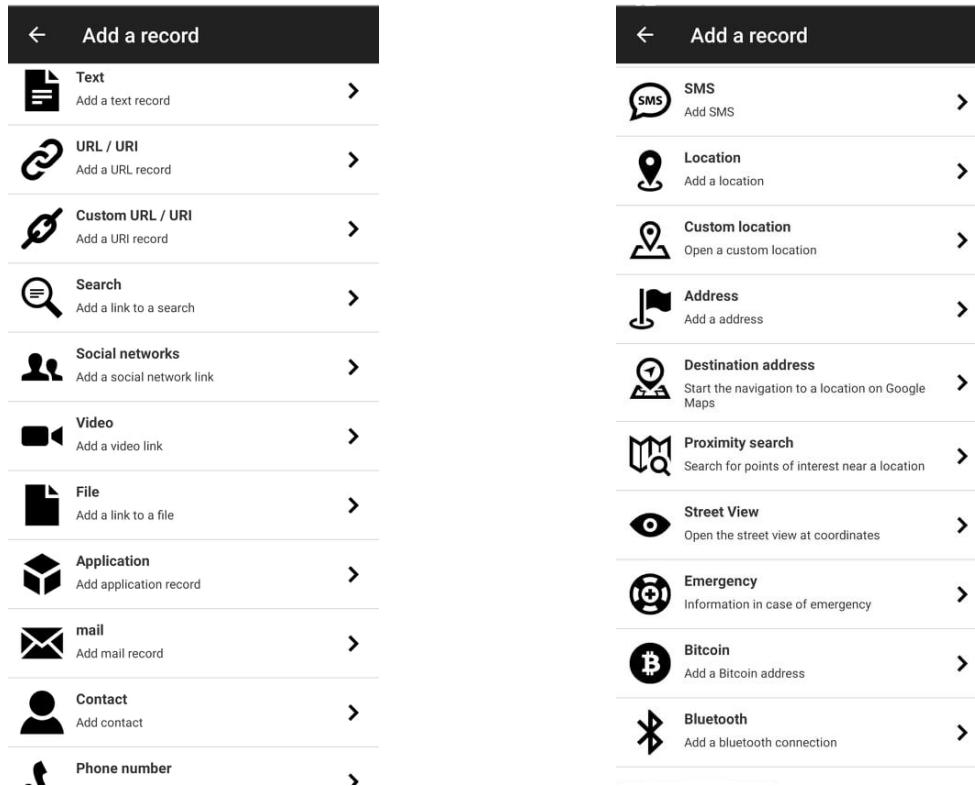 Add a record
Text
Add a text record
URL / URI
Add a URL record
Custom URL / URI
Add a URI record
Search
Add a link to a search
Social networks
Add a social network link
Video
Add a video link
File
Add a link to a file
Application
Add application record
mail
Add mail record
Contact
Add contact
Phone number
Add a record
SMS
SMS
Add SMS
Location
Add a location
Custom location
Open a custom location
Address
Add a address
Destination address
Start the navigation to a location on Google
Maps
Proximity search
Search for points of interest near a location
Street View
Open the street view at coordinates
Emergency
Information in case of emergency
Bitcoin
Add a Bitcoin address
Bluetooth
Add a bluetooth connection